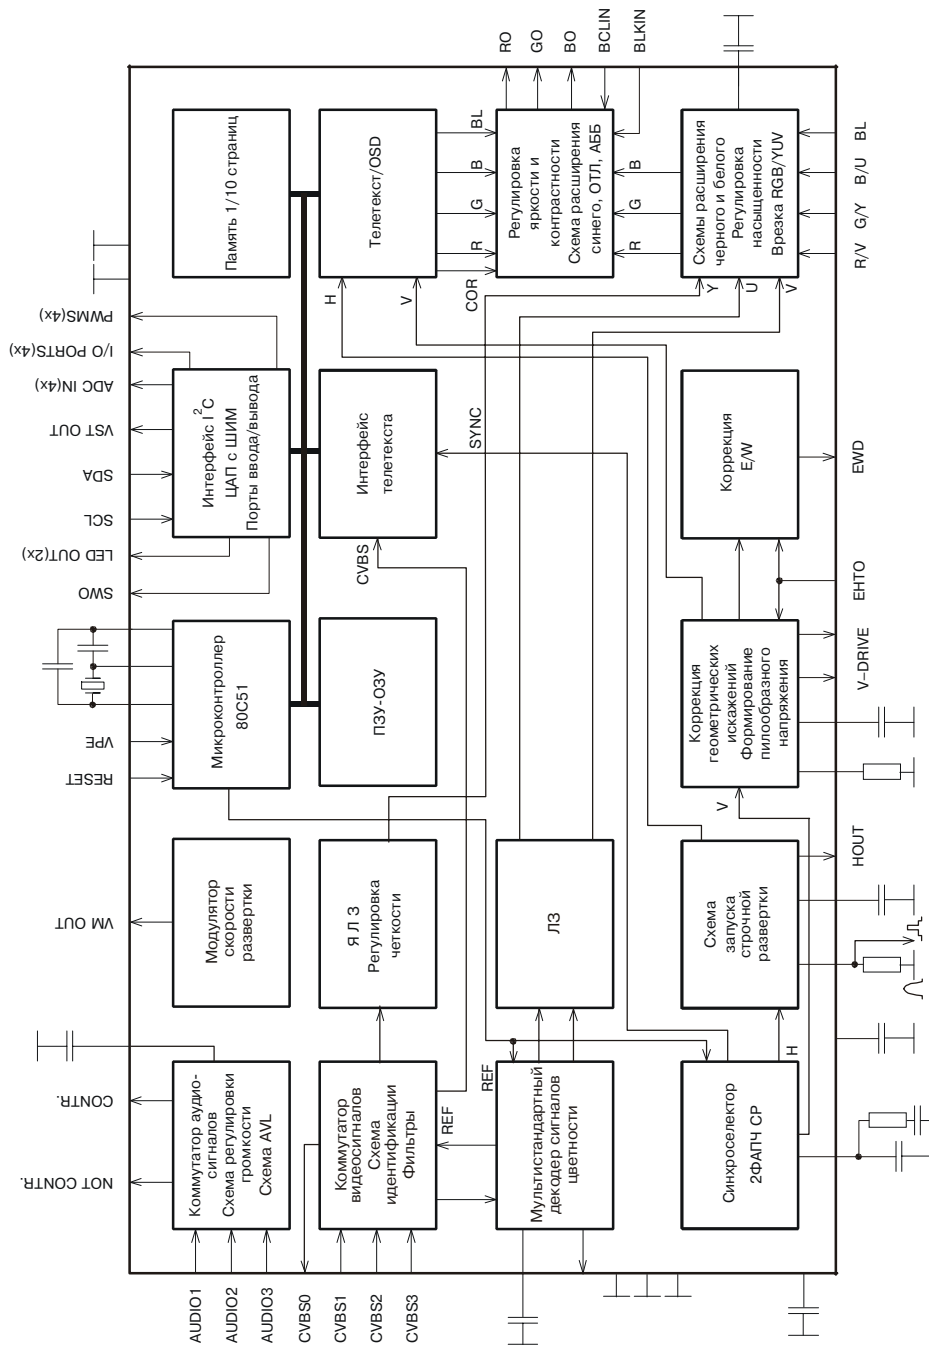 AUDIO1
AUDIO2
AUDIO3
CVBS0
CVBS1
CVBS2
CVBS3
NOT CONTR.
CONTR.
VM OUT
RESET
VPE
SWO
LED OUT(2x)
SCL
SDA
VST OUT
ADC IN(4x)
I/O PORTS(4x)
PWMS(4x)
Коммутатор аудио-
сигналов
Схема регулировки
громкости
Схема AVL
Модулятор
скорости
развертки
Микроконтроллер
80C51
Интерфейс I²C
ЦАП с ШИМ
Порты ввода/вывода
Память 1/10 страниц
Коммутатор
видеосигналов
Схема
идентификации
Фильтры
REF
Я Л З
Регулировка
четкости
ПЗУ-ОЗУ
CVBS
Интерфейс
телетекста
SYNC
H
V
Телетекст/OSD
COR
R
G
B
BL
REF
Мультистандартный
декодер сигналов
цветности
ЛЗ
Регулировка
яркости и
контрастности
Схема расширения
синего, ОТЛ, АББ
RO
GO
BO
BCLIN
BLKIN
R
G
B
Синхроселектор
2ФАПЧ СР
H
Схема
запуска
строчной
развертки
V
Коррекция
геометрических
искажений
Формирование
пилообразного
напряжения
Коррекция
E/W
Y
U
V
Схемы расширения
черного и белого
Регулировка
насыщенности
Врезка RGB/YUV
HOUT
V–DRIVE
EHTO
EWD
R/V
G/Y
B/U
BL